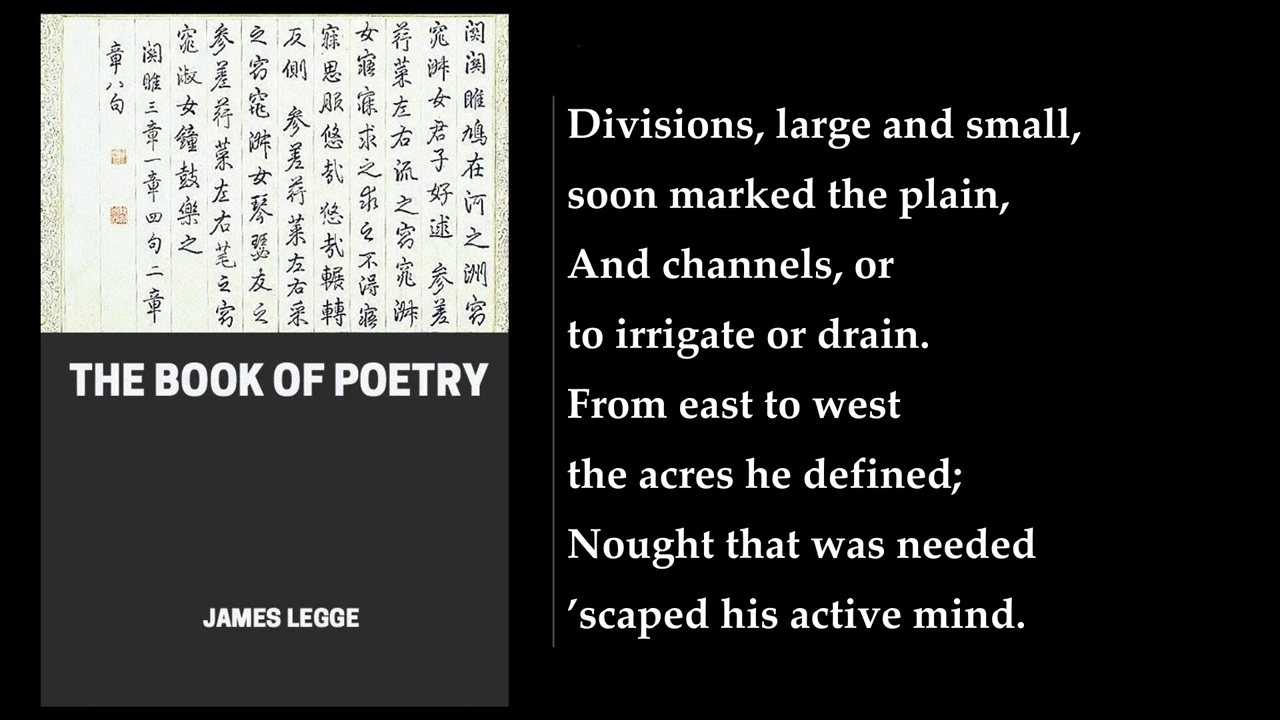 關關雎鳩在河之洲窈
窕淑女君子好逑 參差
荇菜左右流之窈窕淑
女寤寐求之求之不得寤
寐思服悠哉悠哉輾轉
反側 參差荇菜左右采
之窈窕淑女琴瑟友之
參差荇菜左右芼之窈
窕淑女鐘鼓樂之
關雎三章一章四句二章
章八句
THE BOOK OF POETRY
JAMES LEGGE
Divisions, large and small,
soon marked the plain,
And channels, or
to irrigate or drain.
From east to west
the acres he defined;
Nought that was needed
’scaped his active mind.